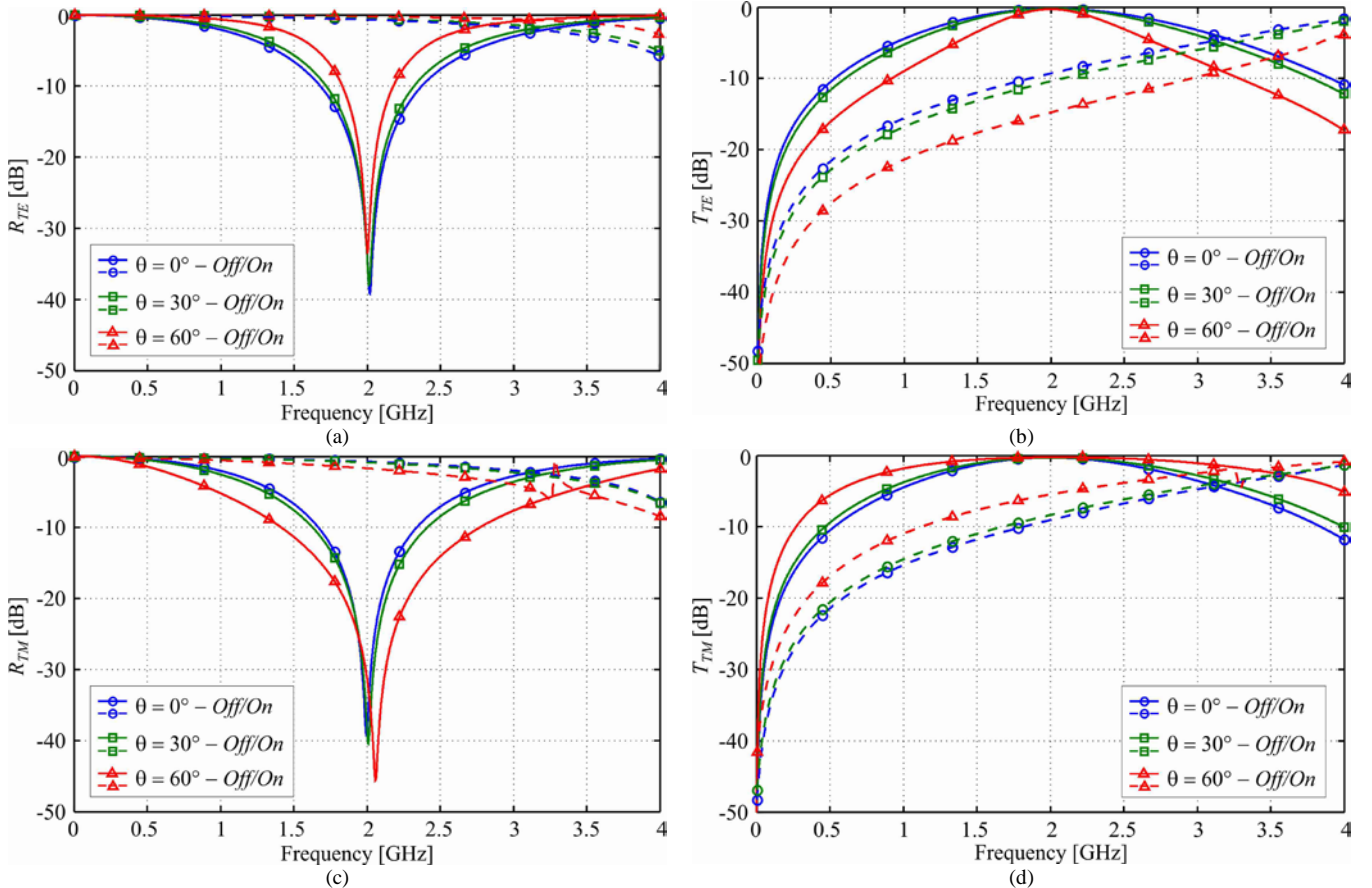 0
-10
-20
-30
-40
-50
R_TE [dB]
θ = 0° – Off/On
θ = 30° – Off/On
θ = 60° – Off/On
0 0.5 1 1.5 2 2.5 3 3.5 4
Frequency [GHz]
(a)
0
-10
-20
-30
-40
-50
T_TE [dB]
θ = 0° – Off/On
θ = 30° – Off/On
θ = 60° – Off/On
0 0.5 1 1.5 2 2.5 3 3.5 4
Frequency [GHz]
(b)
0
-10
-20
-30
-40
-50
R_TM [dB]
θ = 0° – Off/On
θ = 30° – Off/On
θ = 60° – Off/On
0 0.5 1 1.5 2 2.5 3 3.5 4
Frequency [GHz]
(c)
0
-10
-20
-30
-40
-50
T_TM [dB]
θ = 0° – Off/On
θ = 30° – Off/On
θ = 60° – Off/On
0 0.5 1 1.5 2 2.5 3 3.5 4
Frequency [GHz]
(d)